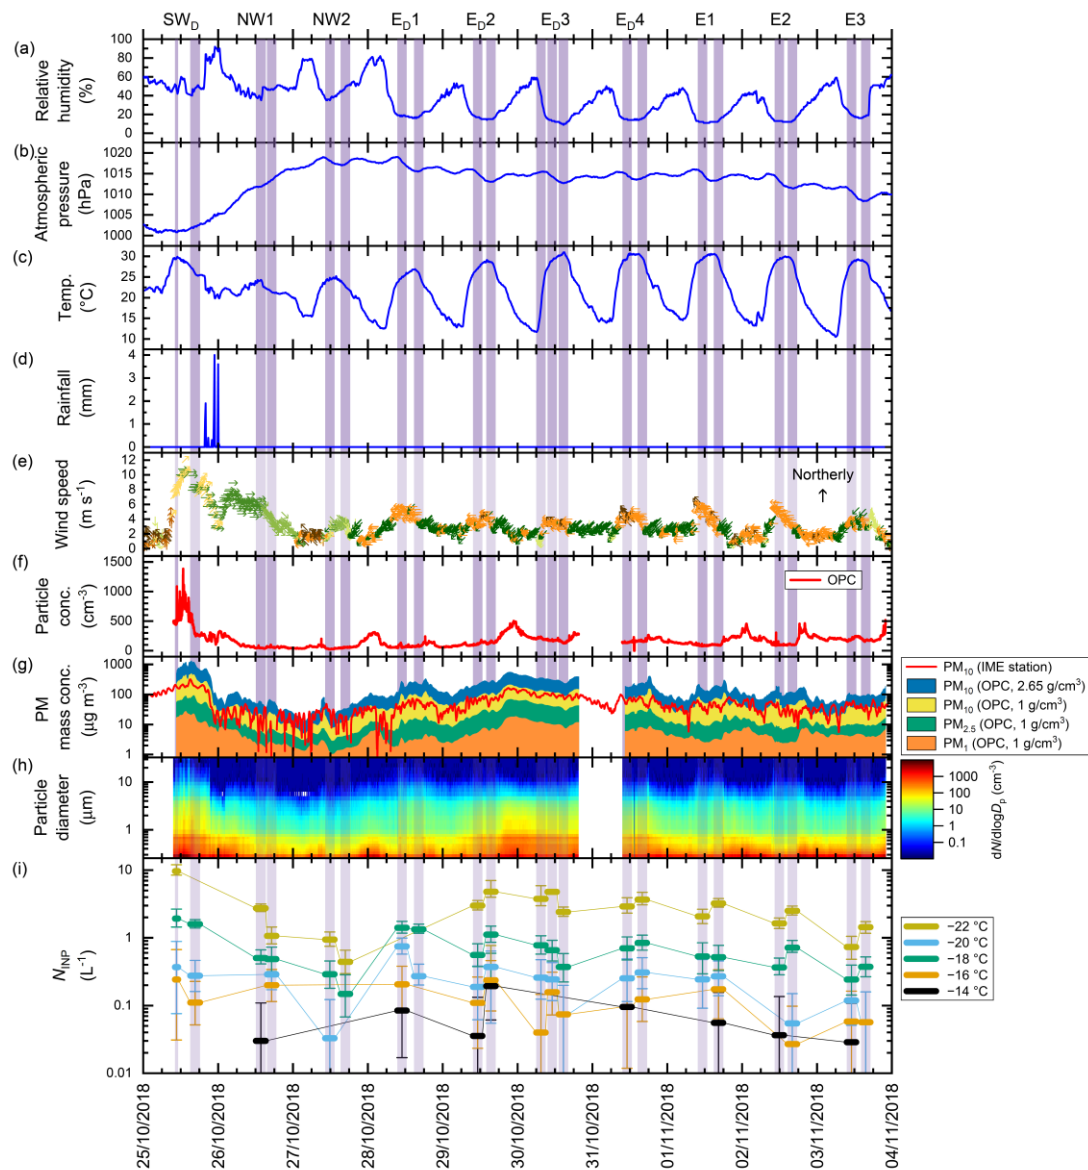 SW_D NW1 NW2 E_D1 E_D2 E_D3 E_D4 E1 E2 E3
(a)
Relative
humidity
(%)
100
80
60
40
20
0
(b)
Atmospheric
pressure
(hPa)
1020
1015
1010
1005
1000
(c)
Temp.
(°C)
30
25
20
15
10
(d)
Rainfall
(mm)
4
3
2
1
0
(e)
Wind speed
(m s⁻¹)
12
10
8
6
4
2
0
Northerly
↑
(f)
Particle
conc.
(cm⁻³)
1500
1000
500
0
OPC
(g)
PM
mass conc.
(µg m⁻³)
1000
100
10
1
PM₁₀ (IME station)
PM₁₀ (OPC, 2.65 g/cm³)
PM₁₀ (OPC, 1 g/cm³)
PM₂.₅ (OPC, 1 g/cm³)
PM₁ (OPC, 1 g/cm³)
(h)
Particle
diameter
(µm)
10
1
1000
100
10
1
0.1
dN/dlogDₚ (cm⁻³)
(i)
N_INP
(L⁻¹)
10
1
0.1
0.01
−22 °C
−20 °C
−18 °C
−16 °C
−14 °C
25/10/2018
26/10/2018
27/10/2018
28/10/2018
29/10/2018
30/10/2018
31/10/2018
01/11/2018
02/11/2018
03/11/2018
04/11/2018